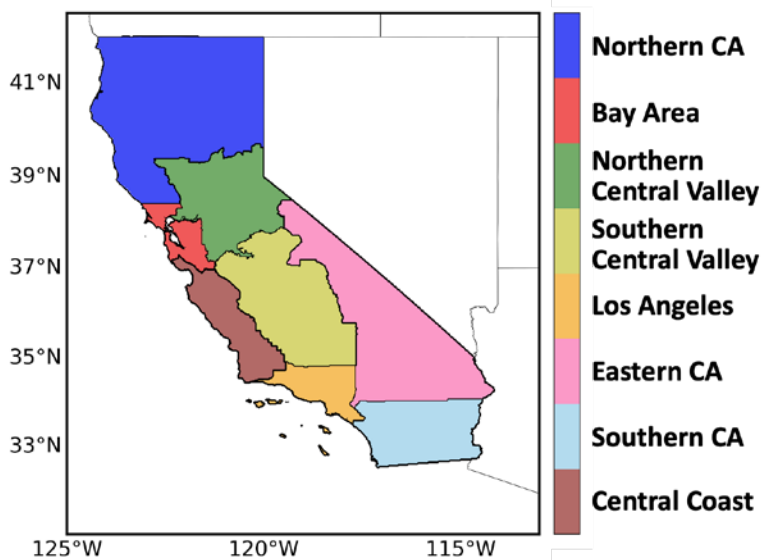 41°N
39°N
37°N
35°N
33°N
125°W
120°W
115°W
Northern CA
Bay Area
Northern
Central Valley
Southern
Central Valley
Los Angeles
Eastern CA
Southern CA
Central Coast